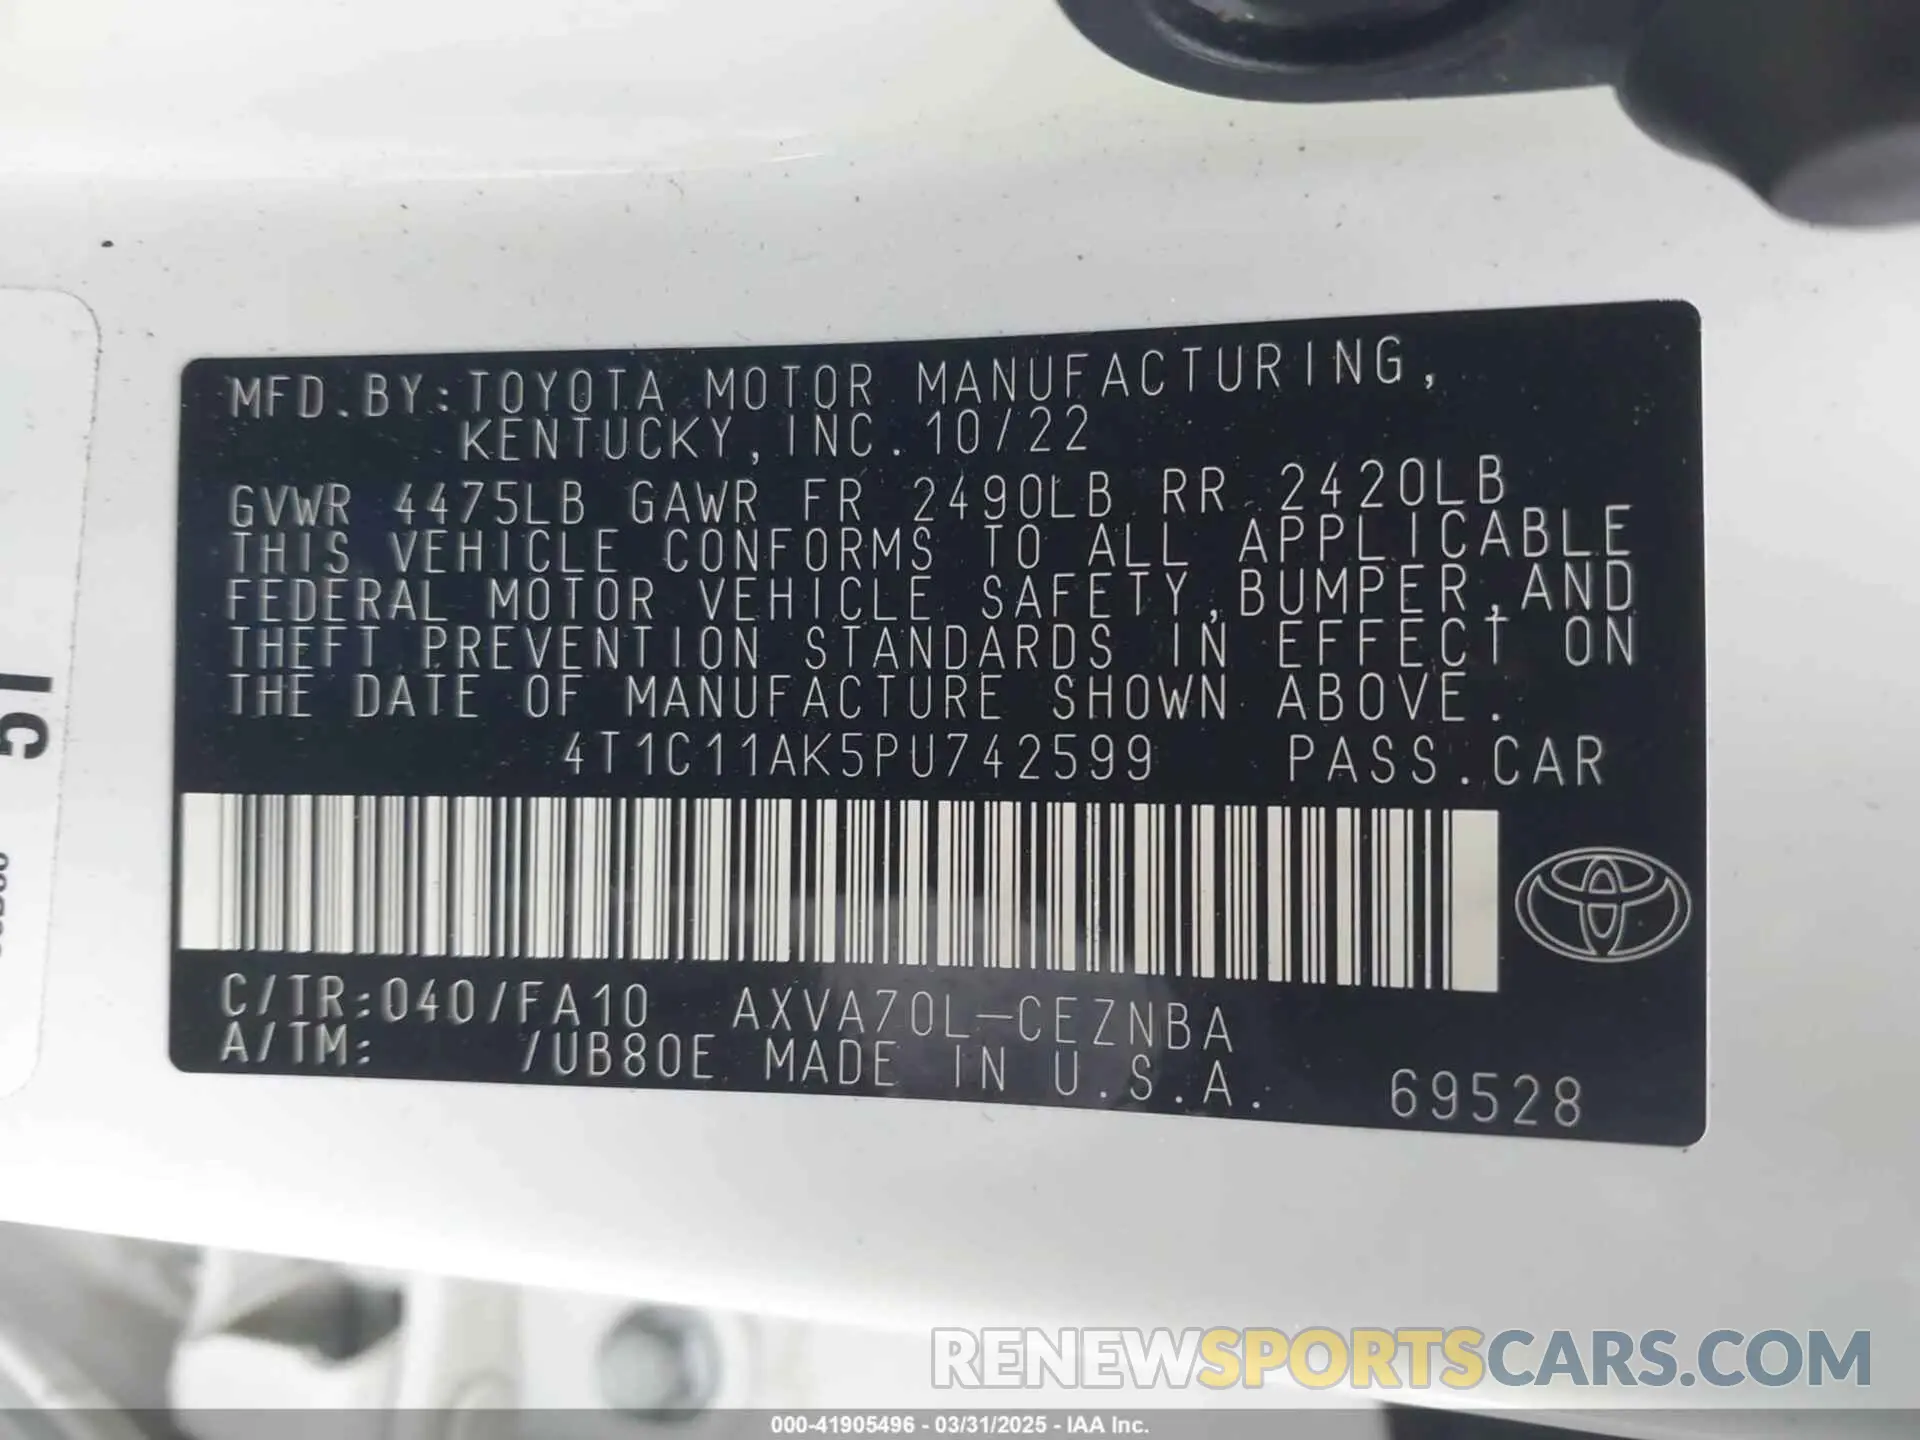 MFD.BY:TOYOTA MOTOR MANUFACTURING,
KENTUCKY,INC. 10/22
GVWR 4475LB GAWR FR 2490LB RR 2420LB
THIS VEHICLE CONFORMS TO ALL APPLICABLE
FEDERAL MOTOR VEHICLE SAFETY,BUMPER,AND
THEFT PREVENTION STANDARDS IN EFFECT ON
THE DATE OF MANUFACTURE SHOWN ABOVE.
4T1C11AK5PU742599 PASS.CAR
C/TR:040/FA10 AXVA70L-CEZNBA
A/TM: /UB80E MADE IN U.S.A. 69528
RENEWSPORTSCARS.COM
000-41905496 - 03/31/2025 - IAA Inc.